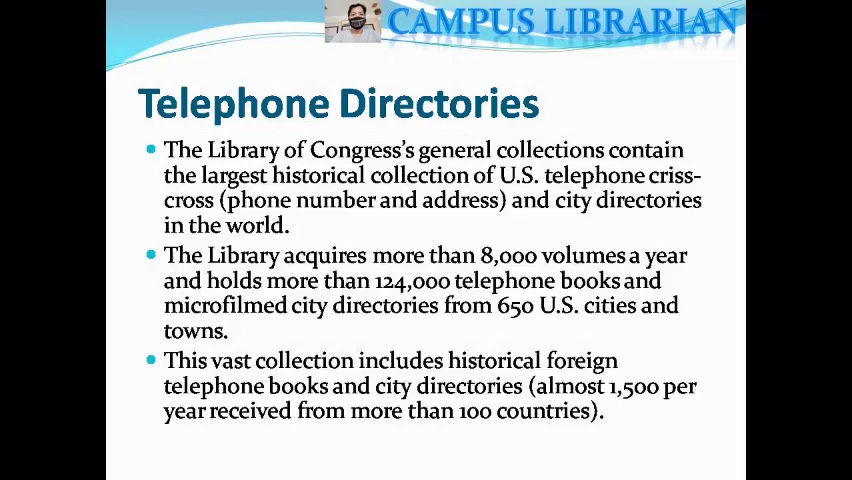 CAMPUS LIBRARIAN
Telephone Directories
• The Library of Congress's general collections contain
the largest historical collection of U.S. telephone criss-
cross (phone number and address) and city directories
in the world.
• The Library acquires more than 8,000 volumes a year
and holds more than 124,000 telephone books and
microfilmed city directories from 650 U.S. cities and
towns.
• This vast collection includes historical foreign
telephone books and city directories (almost 1,500 per
year received from more than 100 countries).